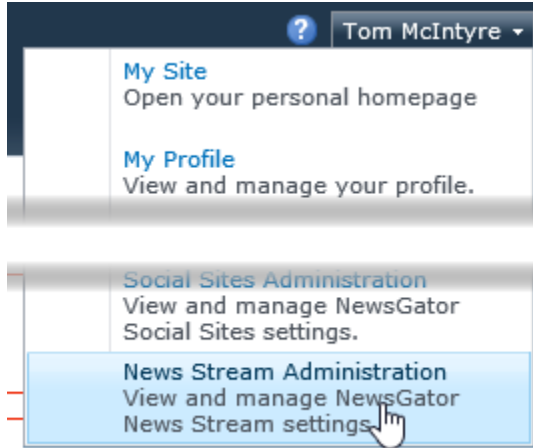 ? Tom McIntyre
My Site
Open your personal homepage
My Profile
View and manage your profile.
Social Sites Administration
View and manage NewsGator
Social Sites settings.
News Stream Administration
View and manage NewsGator
News Stream settings